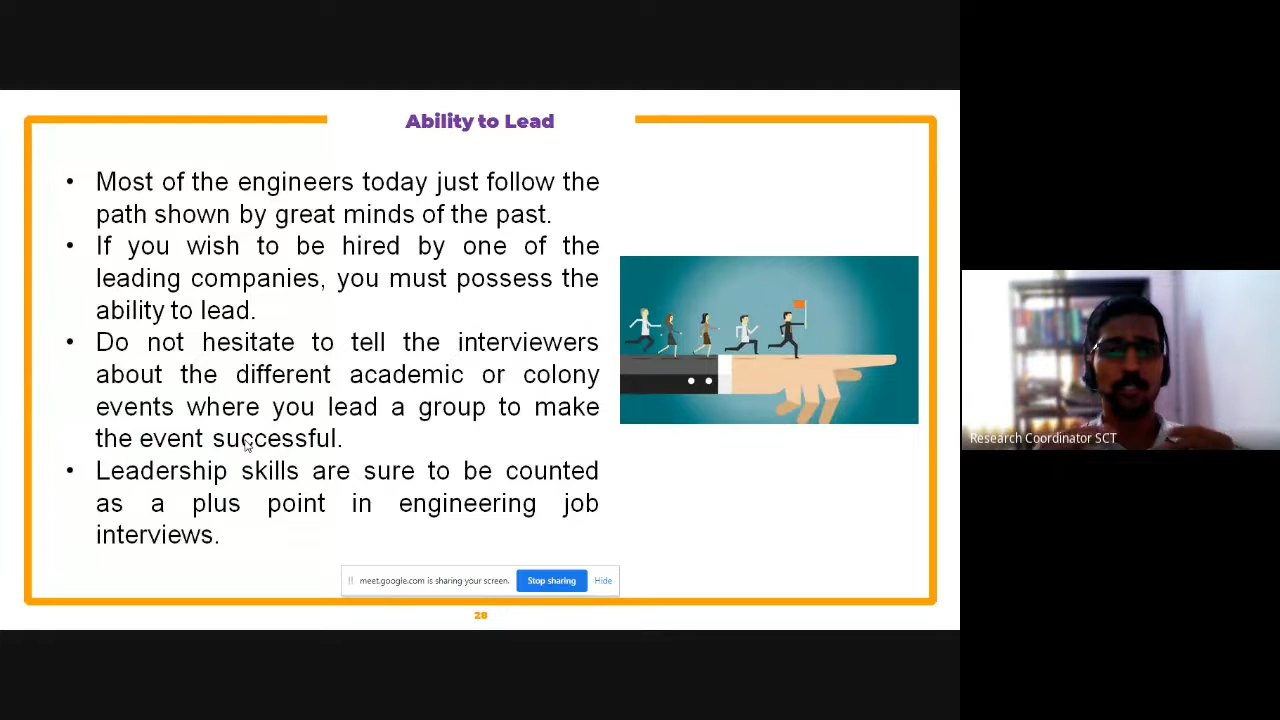 Ability to Lead
• Most of the engineers today just follow the
path shown by great minds of the past.
• If you wish to be hired by one of the
leading companies, you must possess the
ability to lead.
• Do not hesitate to tell the interviewers
about the different academic or colony
events where you lead a group to make
the event successful.
• Leadership skills are sure to be counted
as a plus point in engineering job
interviews.
Research Coordinator SCT
meet.google.com is sharing your screen. Stop sharing Hide
28